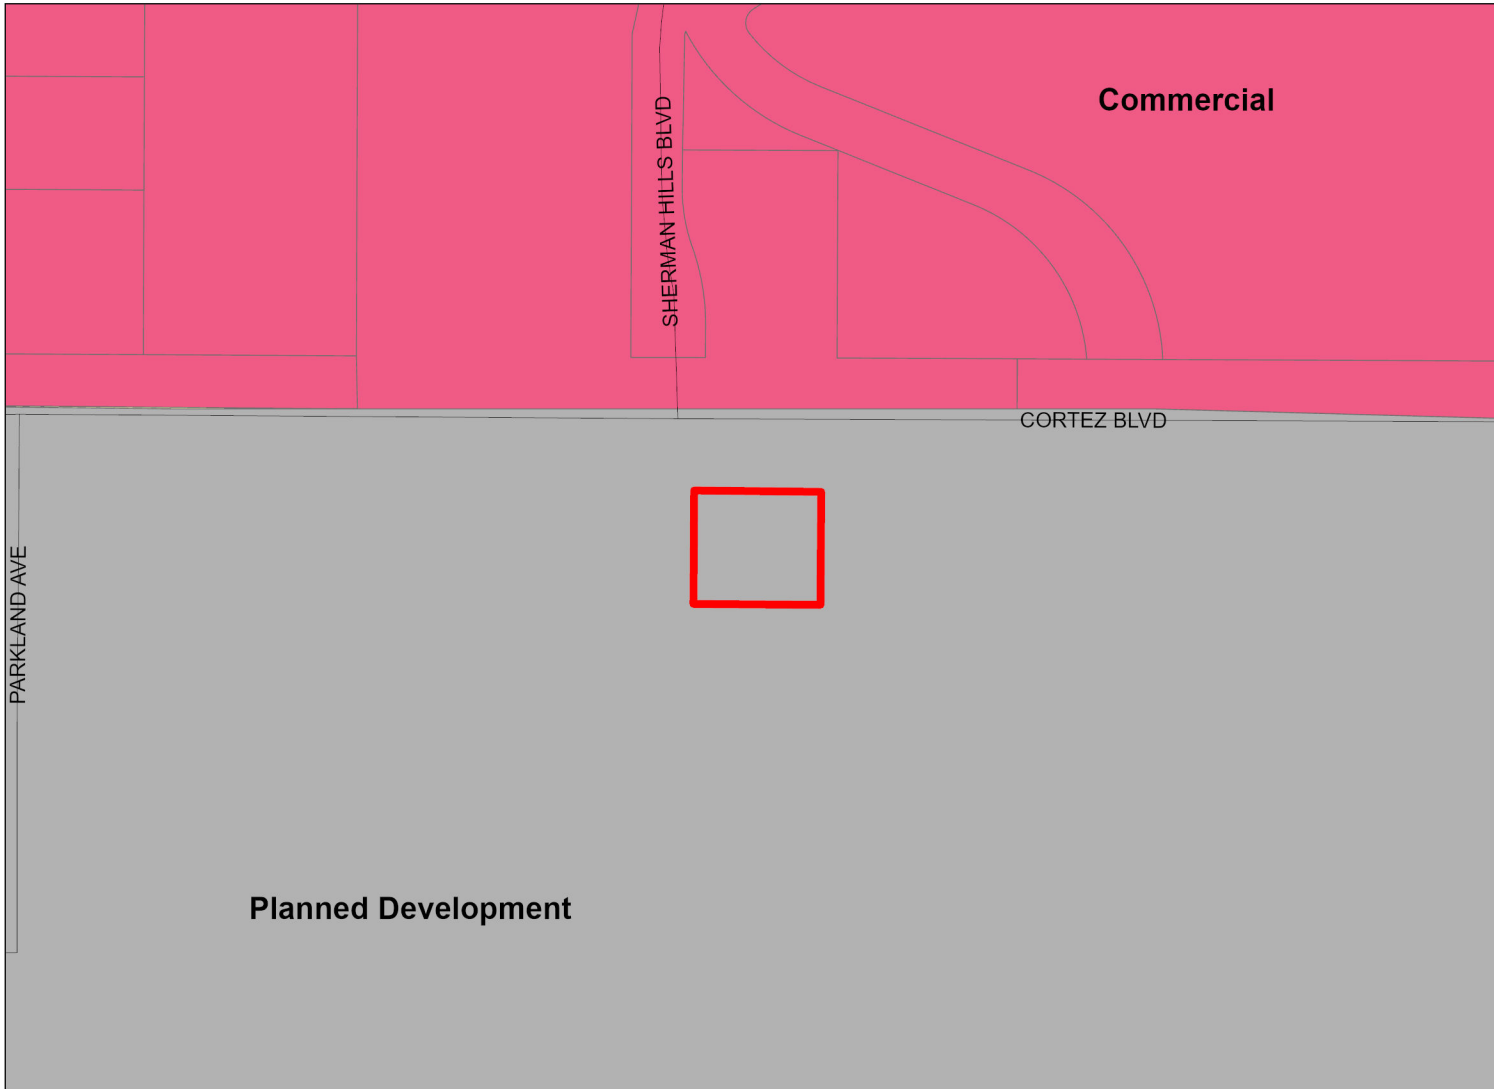 Commercial
SHERMAN HILLS BLVD
CORTEZ BLVD
PARKLAND AVE
Planned Development